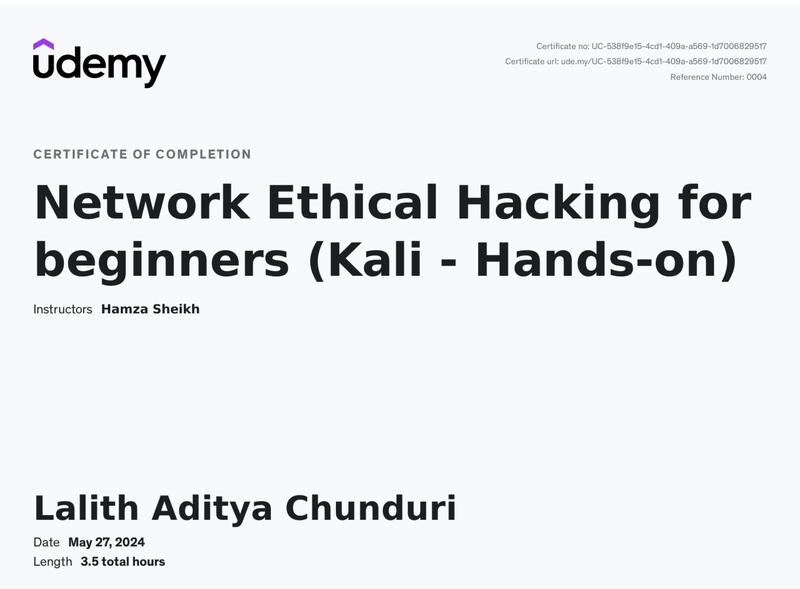 udemy
Certificate no: UC-538f9e15-4cd1-409a-a569-1d7006829517
Certificate url: ude.my/UC-538f9e15-4cd1-409a-a569-1d7006829517
Reference Number: 0004
CERTIFICATE OF COMPLETION
Network Ethical Hacking for
beginners (Kali - Hands-on)
Instructors Hamza Sheikh
Lalith Aditya Chunduri
Date May 27, 2024
Length 3.5 total hours